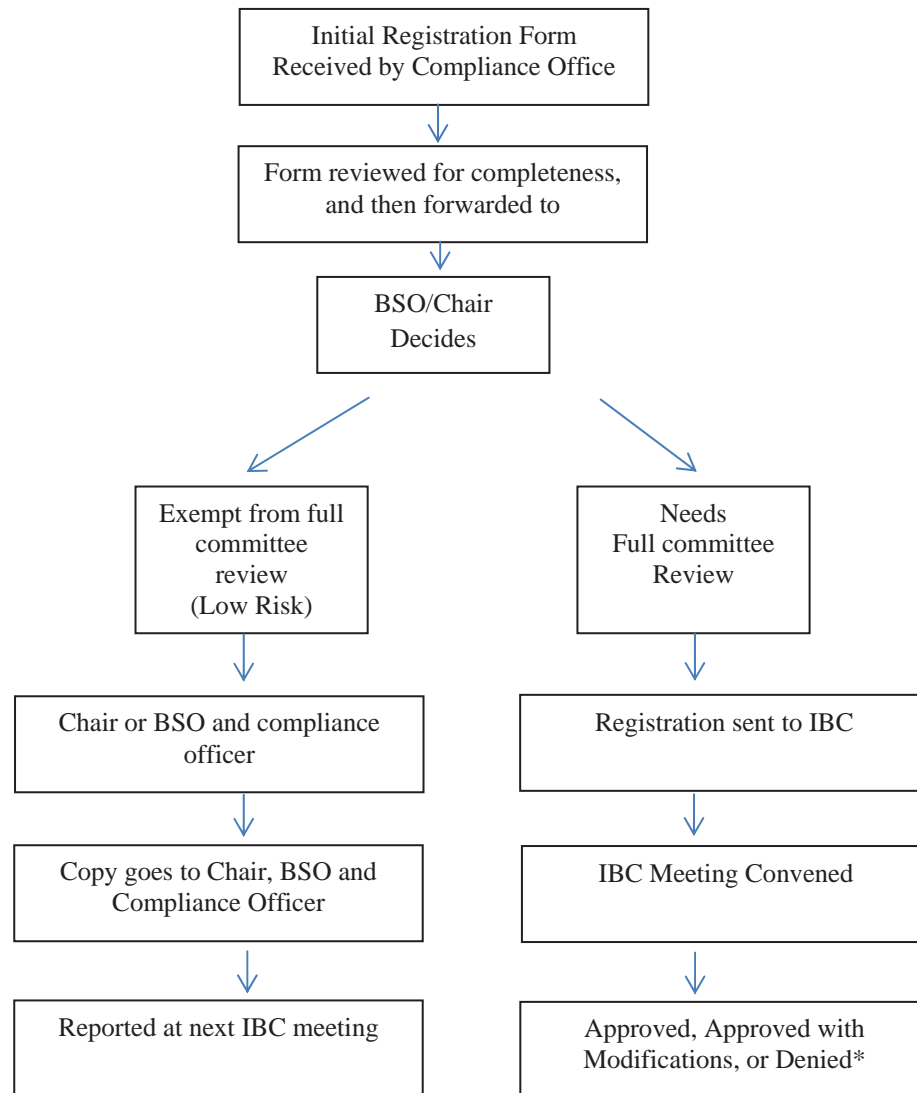 Initial Registration Form
Received by Compliance Office
Form reviewed for completeness,
and then forwarded to
BSO/Chair
Decides
Exempt from full
committee
review
(Low Risk)
Needs
Full committee
Review
Chair or BSO and compliance
officer
Registration sent to IBC
Copy goes to Chair, BSO and
Compliance Officer
IBC Meeting Convened
Reported at next IBC meeting
Approved, Approved with
Modifications, or Denied*